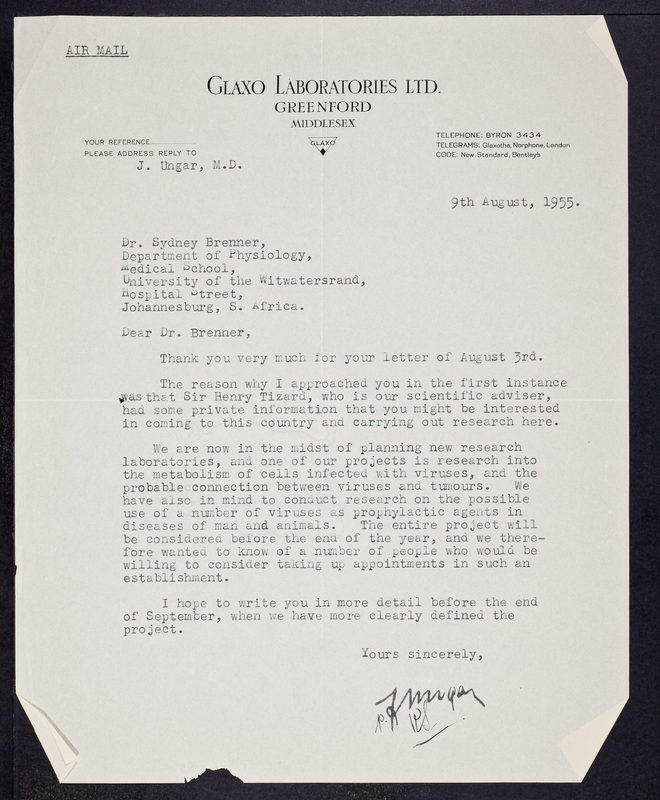 AIR MAIL
GLAXO LABORATORIES LTD.
GREENFORD
MIDDLESEX
GLAXO
YOUR REFERENCE
PLEASE ADDRESS REPLY TO
J. Ungar, M.D.
TELEPHONE: BYRON 3434
TELEGRAMS: Glaxotha, Norphone, London
CODE: New Standard, Bentley's
9th August, 1955.
Dr. Sydney Brenner,
Department of Physiology,
Medical School,
University of the Witwatersrand,
Hospital Street,
Johannesburg, S. Africa.
Dear Dr. Brenner,
Thank you very much for your letter of August 3rd.
The reason why I approached you in the first instance
was that Sir Henry Tizard, who is our scientific adviser,
had some private information that you might be interested
in coming to this country and carrying out research here.
We are now in the midst of planning new research
laboratories, and one of our projects is research into
the metabolism of cells infected with viruses, and the
probable connection between viruses and tumours. We
have also in mind to conduct research on the possible
use of a number of viruses as prophylactic agents in
diseases of man and animals. The entire project will
be considered before the end of the year, and we there-
fore wanted to know of a number of people who would be
willing to consider taking up appointments in such an
establishment.
I hope to write you in more detail before the end
of September, when we have more clearly defined the
project.
Yours sincerely,
J Ungar